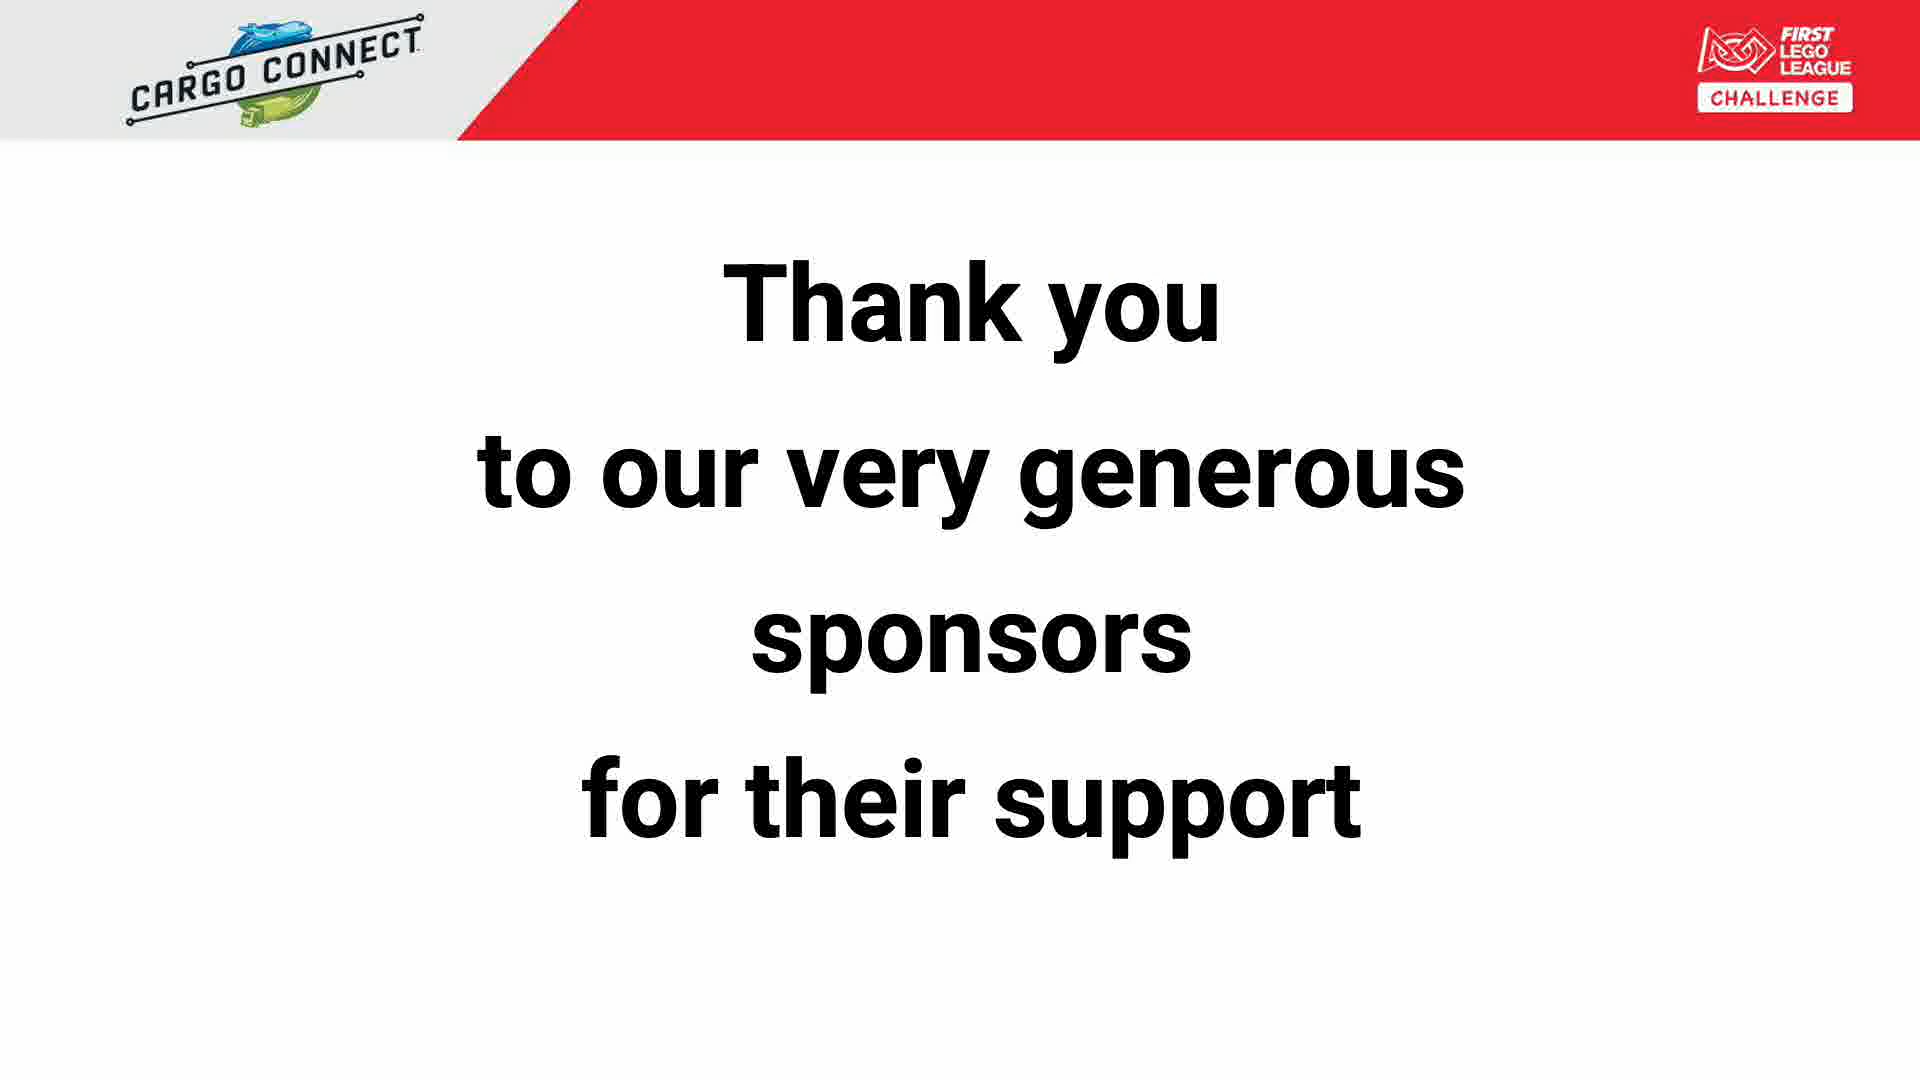 CARGO CONNECT
FIRST
LEGO
LEAGUE
CHALLENGE
Thank you
to our very generous
sponsors
for their support